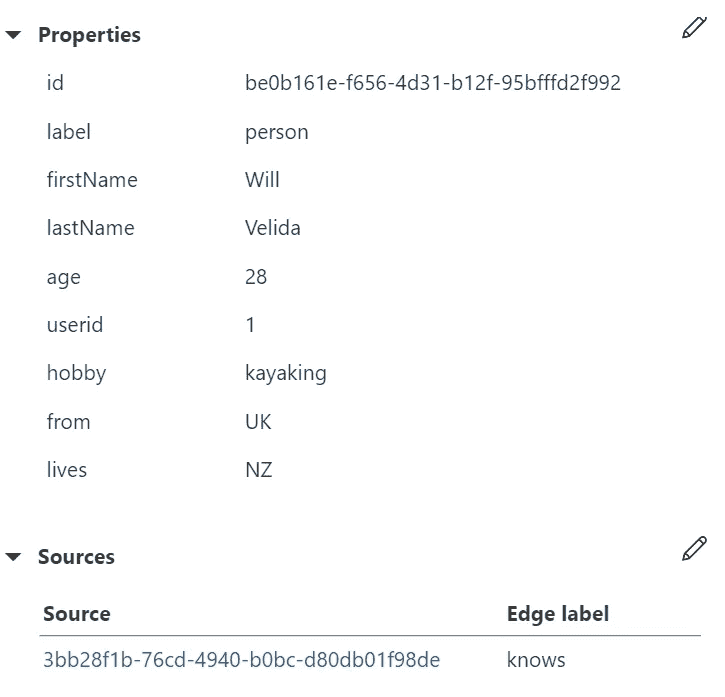 Properties
id be0b161e-f656-4d31-b12f-95bfffd2f992
label person
firstName Will
lastName Velida
age 28
userid 1
hobby kayaking
from UK
lives NZ
Sources
Source Edge label
3bb28f1b-76cd-4940-b0bc-d80db01f98de knows